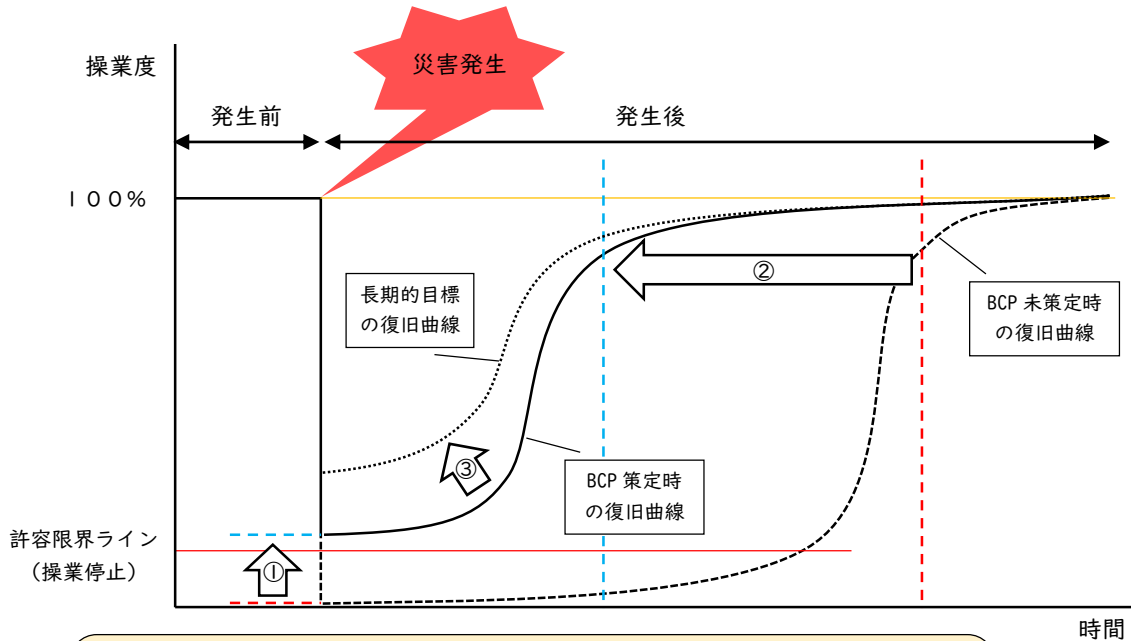 操業度
災害発生
発生前
発生後
100%
②
長期的目標
の復旧曲線
BCP 未策定時
の復旧曲線
③
BCP 策定時
の復旧曲線
許容限界ライン
(操業停止)
①
時間